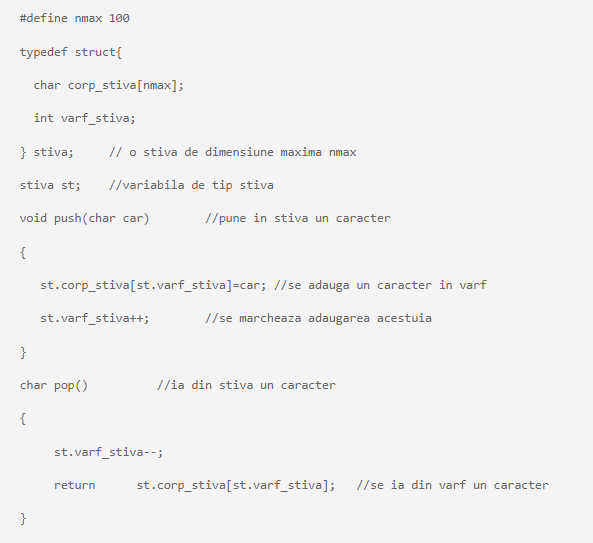 #define nmax 100
typedef struct{
char corp_stiva[nmax];
int varf_stiva;
} stiva; // o stiva de dimensiune maxima nmax
stiva st; //variabila de tip stiva
void push(char car) //pune in stiva un caracter
{
st.corp_stiva[st.varf_stiva]=car; //se adauga un caracter in varf
st.varf_stiva++; //se marcheaza adaugarea acestuia
}
char pop() //ia din stiva un caracter
{
st.varf_stiva--;
return st.corp_stiva[st.varf_stiva]; //se ia din varf un caracter
}